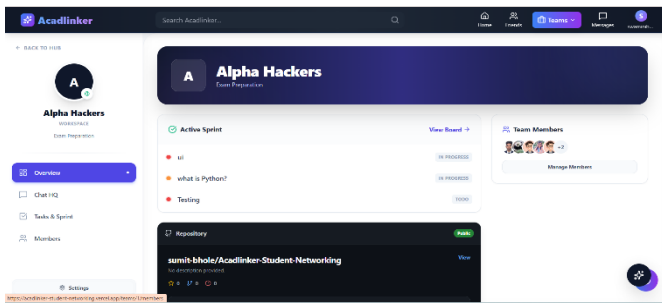 Acadlinker
Search Acadlinker...
Home
Friends
Teams
Messages
S
← BACK TO HUB
A
Alpha Hackers
WORKSPACE
Exam Preparation
Overview
Chat HQ
Tasks & Sprint
Members
Settings
A
Alpha Hackers
Exam Preparation
Active Sprint
View Board →
ui
IN PROGRESS
what is Python?
IN PROGRESS
Testing
TODO
Team Members
+2
Manage Members
Repository
Public
sumit-bhole/Acadlinker-Student-Networking
View
No description provided
0 0 0